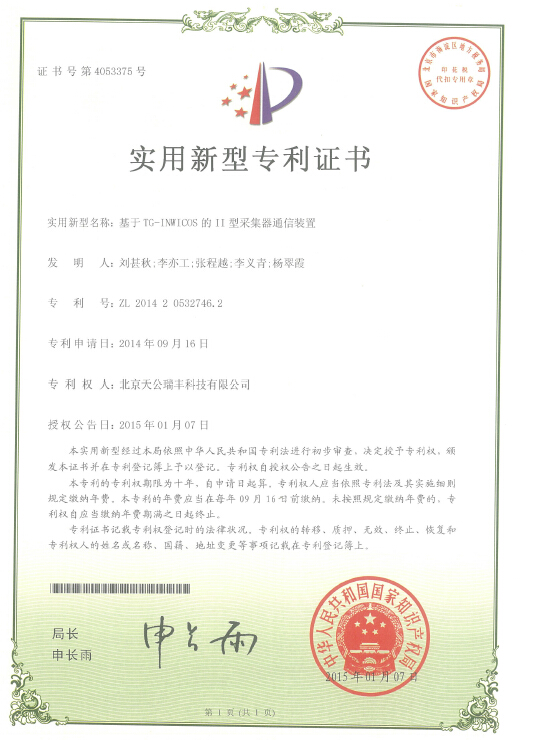 证书号第4053375号
北京市海淀区地方税务局
印花税
代扣专用章
国家知识产权局
实用新型专利证书
实用新型名称：基于TG-INWICOS的II型采集器通信装置
发明人：刘甚秋;李亦工;张程越;李义青;杨翠霞
专利号：ZL 2014 2 0532746.2
专利申请日：2014年09月16日
专利权人：北京天公瑞丰科技有限公司
授权公告日：2015年01月07日
本实用新型经过本局依照中华人民共和国专利法进行初步审查，决定授予专利权，颁
发本证书并在专利登记簿上予以登记。专利权自授权公告之日起生效。
本专利的专利权期限为十年，自申请日起算。专利权人应当依照专利法及其实施细则
规定缴纳年费。本专利的年费应当在每年09月16日前缴纳。未按照规定缴纳年费的，专
利权自应当缴纳年费期满之日起终止。
专利证书记载专利权登记时的法律状况。专利权的转移、质押、无效、终止、恢复和
专利权人的姓名或名称、国籍、地址变更等事项记载在专利登记簿上。
局长
申长雨
申长雨
中华人民共和国国家知识产权局
2015年01月07日
第1页(共1页)